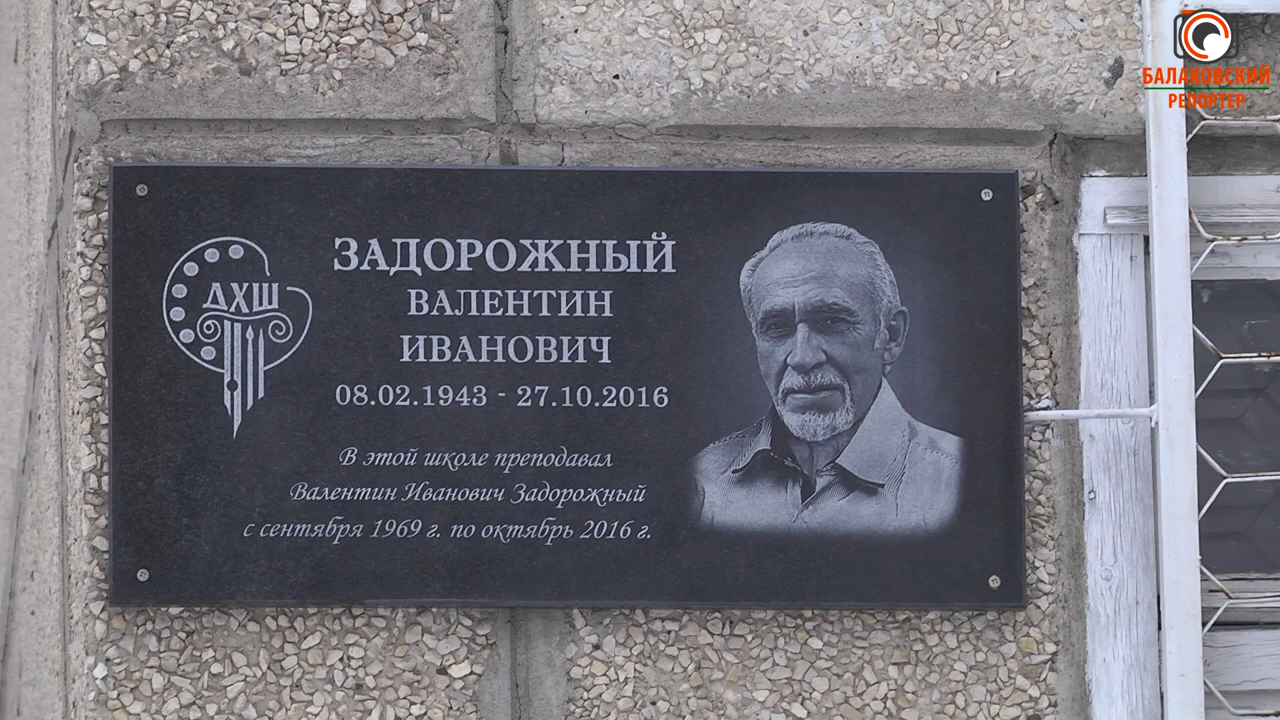 БАЛАКОВСКИЙ
РЕПОРТЕР
ДХШ
ЗАДОРОЖНЫЙ
ВАЛЕНТИН
ИВАНОВИЧ
08.02.1943 - 27.10.2016
В этой школе преподавал
Валентин Иванович Задорожный
с сентября 1969 г. по октябрь 2016 г.